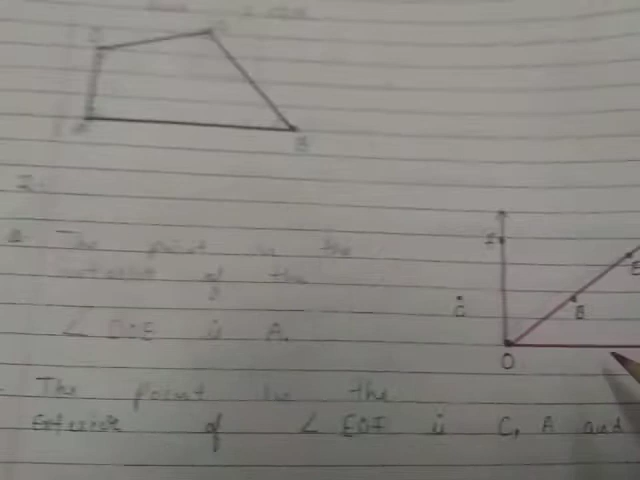 D
B
2.
The point in the
interior of the
∠ DOE is A.
F
E
B
C
O
The point in the
Exterior of ∠ EOF is C, A and